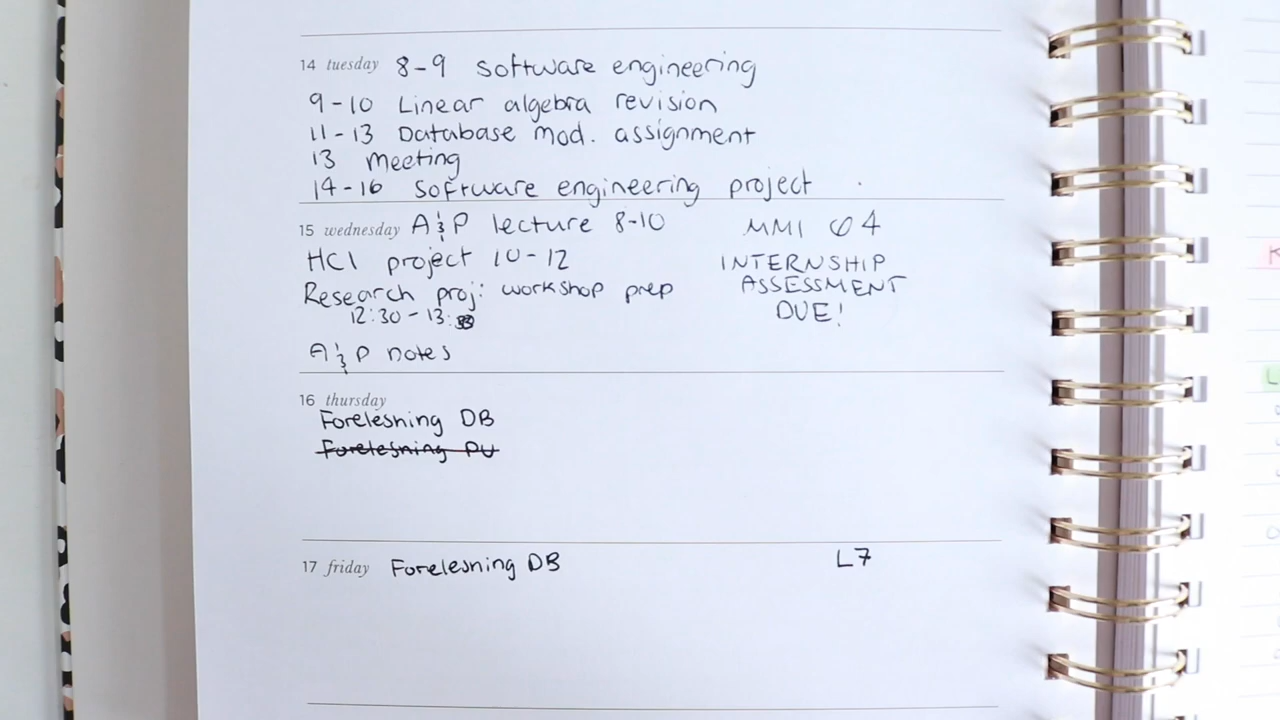 14 tuesday 8-9 software engineering
9-10 Linear algebra revision
11-13 Database mod. assignment
13 meeting
14-16 software engineering project
15 wednesday A&P lecture 8-10
HCI project 10-12
Research proj: workshop prep
12:30-13:
A&P notes
MMI Ø4
INTERNSHIP
ASSESSMENT
DUE!
16 thursday
Forelesning DB
Forelesning PU
17 friday Forelesning DB
L7